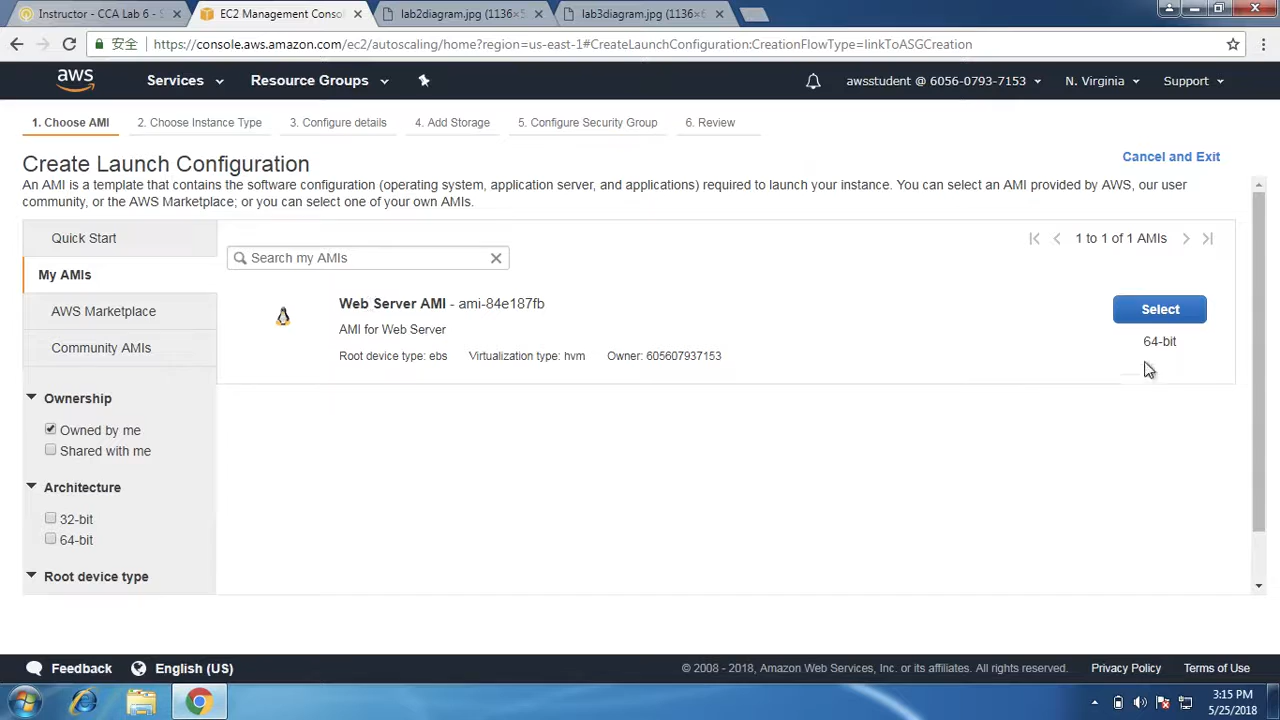 Instructor - CCA Lab 6 -
EC2 Management Conso
lab2diagram.jpg (1136×5
lab3diagram.jpg (1136×6
安全
https://console.aws.amazon.com/ec2/autoscaling/home?region=us-east-1#CreateLaunchConfiguration:CreationFlowType=linkToASGCreation
aws
Services
Resource Groups
awsstudent @ 6056-0793-7153
N. Virginia
Support
1. Choose AMI
2. Choose Instance Type
3. Configure details
4. Add Storage
5. Configure Security Group
6. Review
Create Launch Configuration
Cancel and Exit
An AMI is a template that contains the software configuration (operating system, application server, and applications) required to launch your instance. You can select an AMI provided by AWS, our user
community, or the AWS Marketplace; or you can select one of your own AMIs.
Quick Start
My AMIs
AWS Marketplace
Community AMIs
Ownership
Owned by me
Shared with me
Architecture
32-bit
64-bit
Root device type
Search my AMIs
1 to 1 of 1 AMIs
Web Server AMI - ami-84e187fb
AMI for Web Server
Root device type: ebs Virtualization type: hvm Owner: 605607937153
Select
64-bit
Feedback
English (US)
© 2008 - 2018, Amazon Web Services, Inc. or its affiliates. All rights reserved.
Privacy Policy
Terms of Use
3:15 PM
5/25/2018